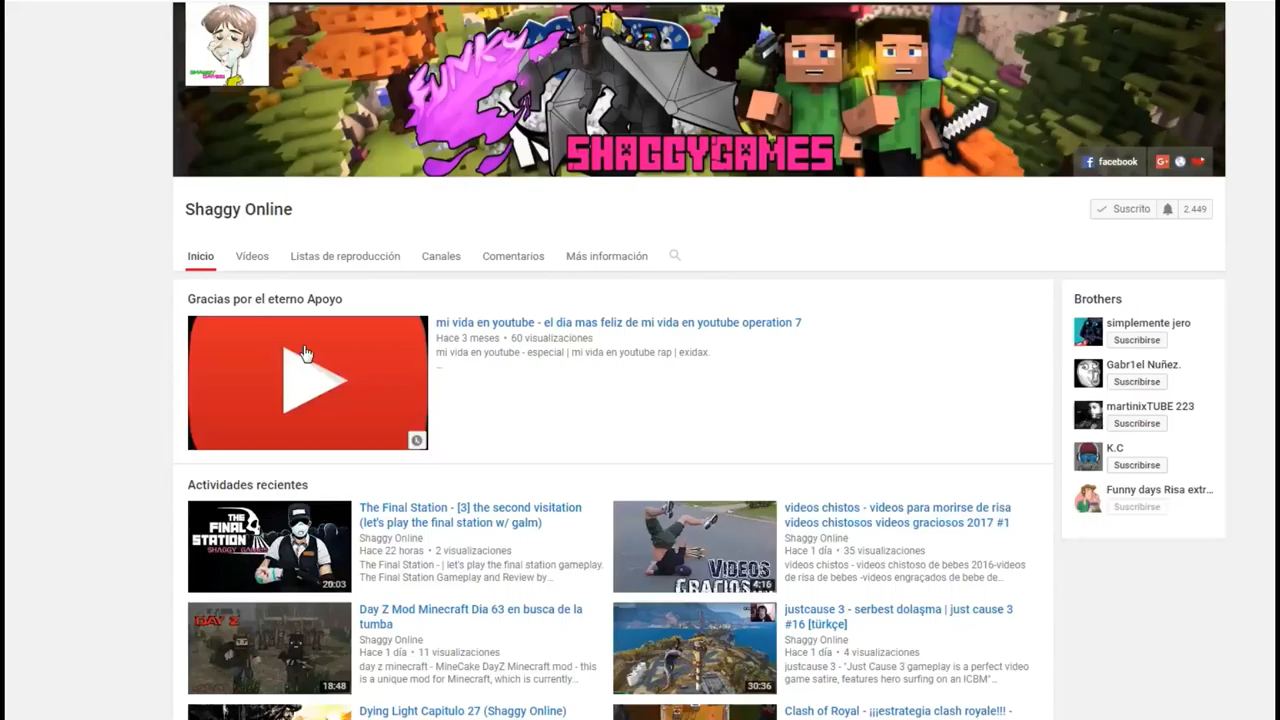 SHAGGY GAMES
SHAGGYGAMES
facebook
Shaggy Online
Suscrito
2.449
Inicio
Vídeos
Listas de reproducción
Canales
Comentarios
Más información
Gracias por el eterno Apoyo
mi vida en youtube - el dia mas feliz de mi vida en youtube operation 7
Hace 3 meses • 60 visualizaciones
mi vida en youtube - especial | mi vida en youtube rap | exidax.
...
Brothers
simplemente jero
Suscribirse
Gabr1el Nuñez.
Suscribirse
martinixTUBE 223
Suscribirse
K.C
Suscribirse
Funny days Risa extr...
Suscribirse
Actividades recientes
THE FINAL
STATION
SHAGGY GAMES
20:03
The Final Station - [3] the second visitation
(let's play the final station w/ galm)
Shaggy Online
Hace 22 horas • 2 visualizaciones
The Final Station - | let's play the final station gameplay.
The Final Station Gameplay and Review by...
VIDEOS
GRACIOSOS
4:16
videos chistos - videos para morirse de risa
videos chistosos videos graciosos 2017 #1
Shaggy Online
Hace 1 día • 35 visualizaciones
videos chistos - videos chistosos de bebes 2016-videos
de risa de bebes -videos engraçados de bebe de...
DAY Z
18:48
Day Z Mod Minecraft Dia 63 en busca de la
tumba
Shaggy Online
Hace 1 día • 11 visualizaciones
day z minecraft - MineCake DayZ Minecraft mod - this
is a unique mod for Minecraft, which is currently...
30:36
justcause 3 - serbest dolaşma | just cause 3
#16 [türkçe]
Shaggy Online
Hace 1 día • 4 visualizaciones
justcause 3 - "Just Cause 3 gameplay is a perfect video
game satire, features hero surfing on an ICBM"...
Dying Light Capitulo 27 (Shaggy Online)
Clash of Royal - ¡¡¡estrategia clash royale!!! -